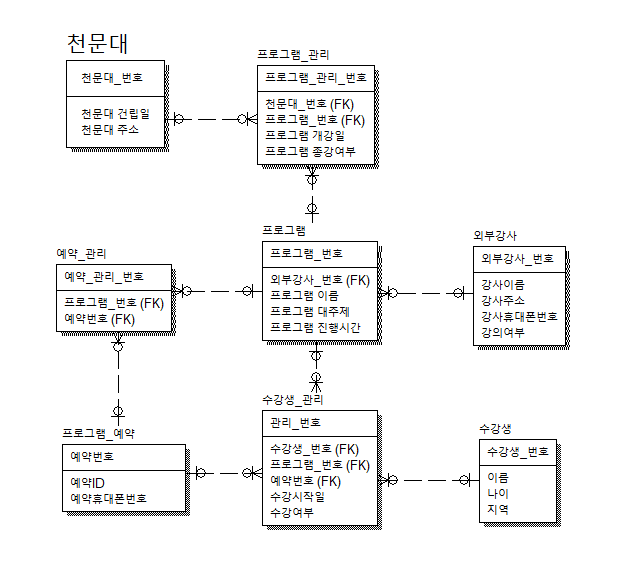 천문대
천문대_번호
천문대 건립일
천문대 주소
프로그램_관리
프로그램_관리_번호
천문대_번호 (FK)
프로그램_번호 (FK)
프로그램 개강일
프로그램 종강여부
예약_관리
예약_관리_번호
프로그램_번호 (FK)
예약번호 (FK)
프로그램
프로그램_번호
외부강사_번호 (FK)
프로그램 이름
프로그램 대주제
프로그램 진행시간
외부강사
외부강사_번호
강사이름
강사주소
강사휴대폰번호
강의여부
프로그램_예약
예약번호
예약ID
예약휴대폰번호
수강생_관리
관리_번호
수강생_번호 (FK)
프로그램_번호 (FK)
예약번호 (FK)
수강시작일
수강여부
수강생
수강생_번호
이름
나이
지역